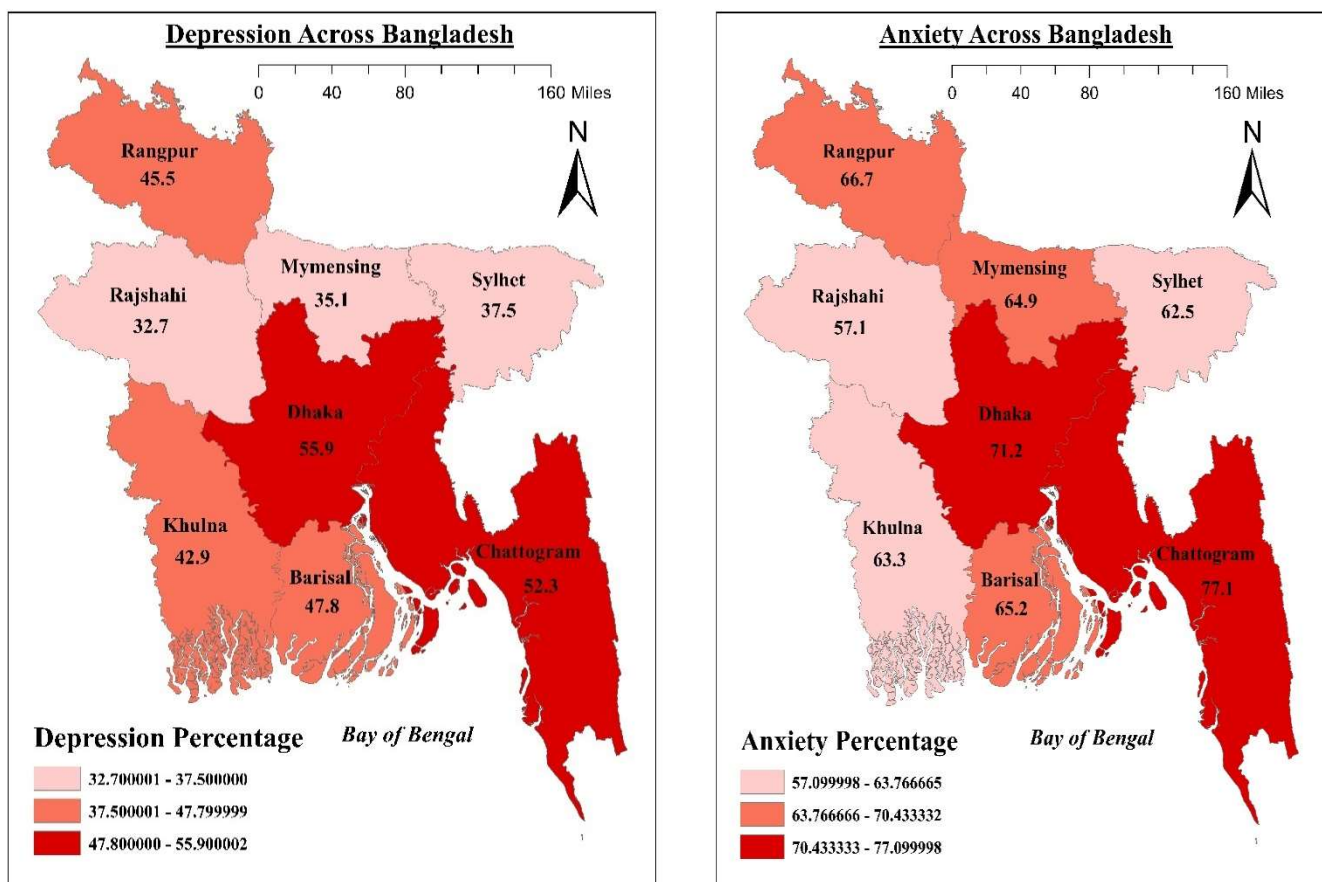 Depression Across Bangladesh
0 40 80 160 Miles
N
Rangpur
45.5
Mymensing
35.1
Sylhet
37.5
Rajshahi
32.7
Dhaka
55.9
Khulna
42.9
Barisal
47.8
Chattogram
52.3
Depression Percentage
Bay of Bengal
32.700001 - 37.500000
37.500001 - 47.799999
47.800000 - 55.900002
1
Anxiety Across Bangladesh
0 40 80 160 Miles
N
Rangpur
66.7
Mymensing
64.9
Sylhet
62.5
Rajshahi
57.1
Dhaka
71.2
Khulna
63.3
Barisal
65.2
Chattogram
77.1
Anxiety Percentage
Bay of Bengal
57.099998 - 63.766665
63.766666 - 70.433332
70.433333 - 77.099998
1